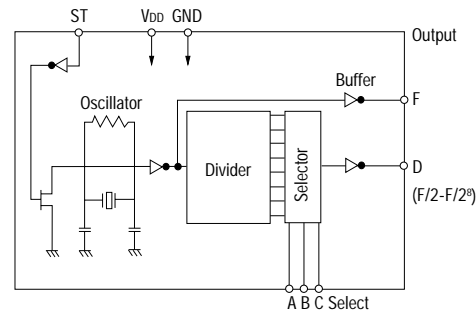 ST VDD GND
Output
Buffer
Oscillator
F
Divider
Selector
D
(F/2-F/2⁸)
A B C Select